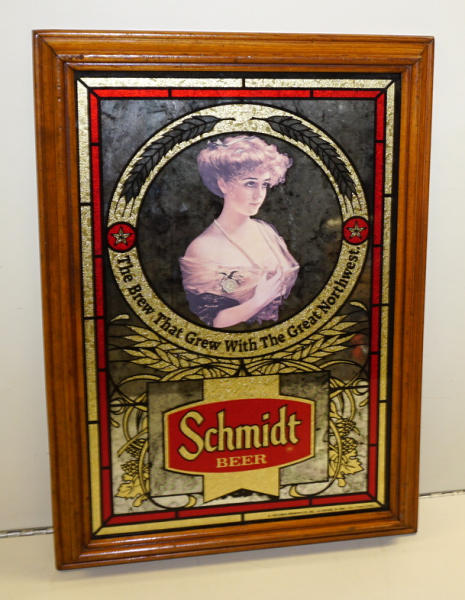 The Brew That Grew With The Great Northwest.
Schmidt
BEER